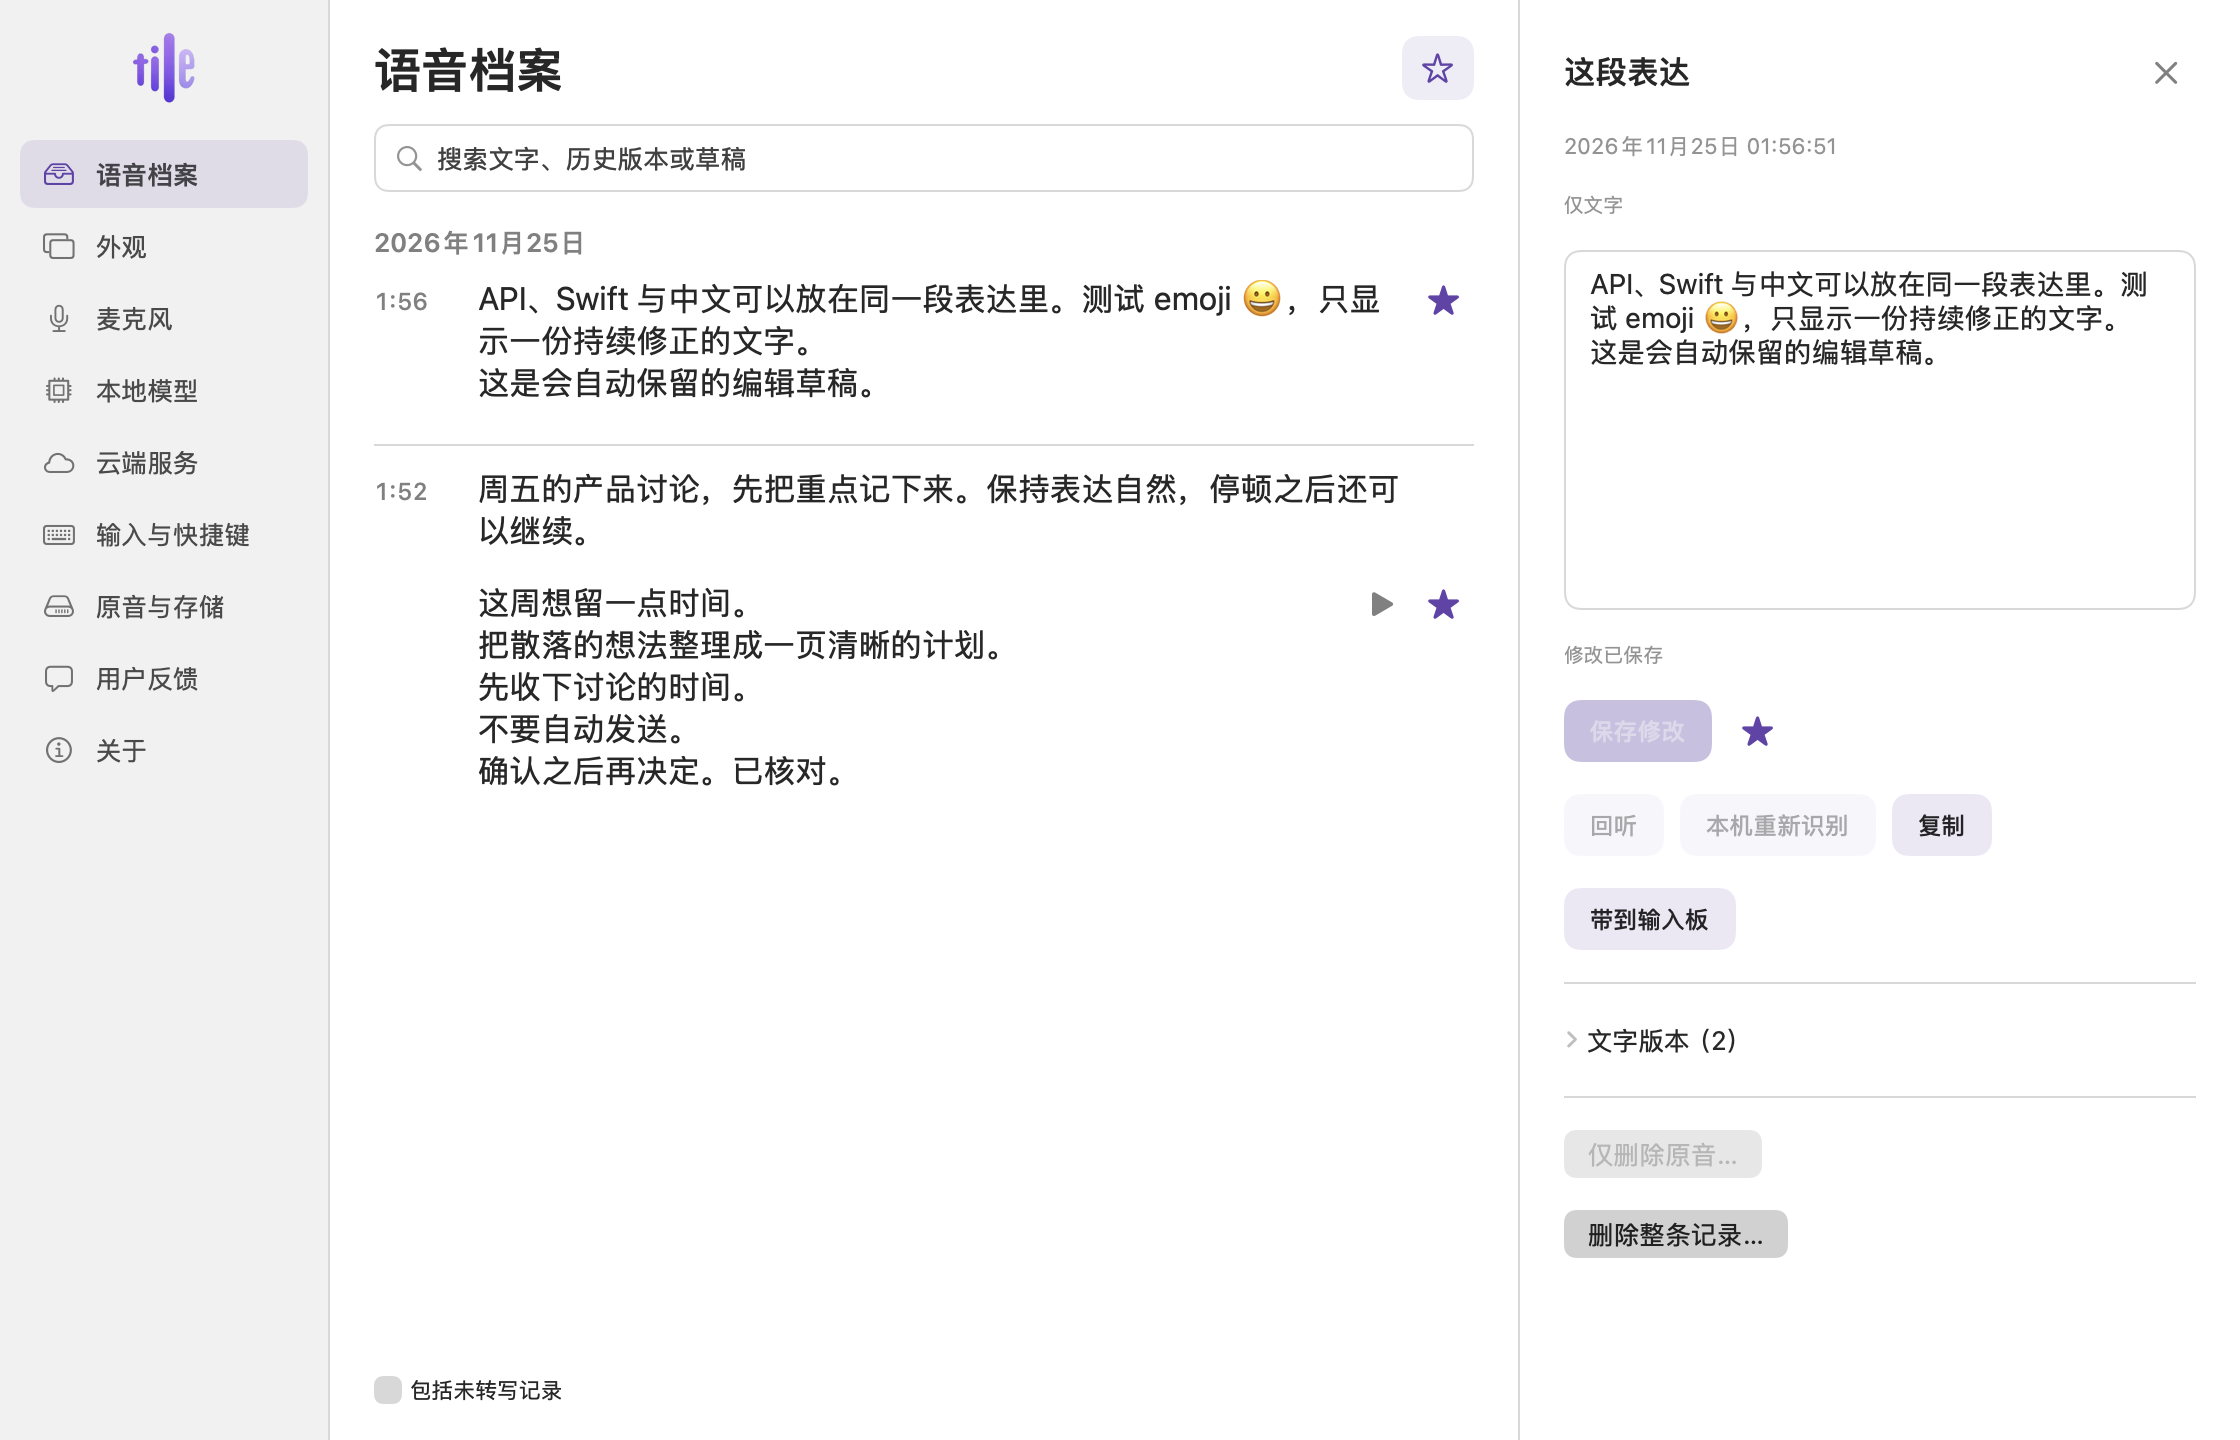 tile
语音档案
外观
麦克风
本地模型
云端服务
输入与快捷键
原音与存储
用户反馈
关于
语音档案
搜索文字、历史版本或草稿
2026年11月25日
1:56
API、Swift 与中文可以放在同一段表达里。测试 emoji 😀，只显
示一份持续修正的文字。
这是会自动保留的编辑草稿。
1:52
周五的产品讨论，先把重点记下来。保持表达自然，停顿之后还可
以继续。
这周想留一点时间。
把散落的想法整理成一页清晰的计划。
先收下讨论的时间。
不要自动发送。
确认之后再决定。已核对。
包括未转写记录
这段表达
2026年11月25日 01:56:51
仅文字
API、Swift 与中文可以放在同一段表达里。测
试 emoji 😀，只显示一份持续修正的文字。
这是会自动保留的编辑草稿。
修改已保存
保存修改
回听
本机重新识别
复制
带到输入板
文字版本（2）
仅删除原音...
删除整条记录...